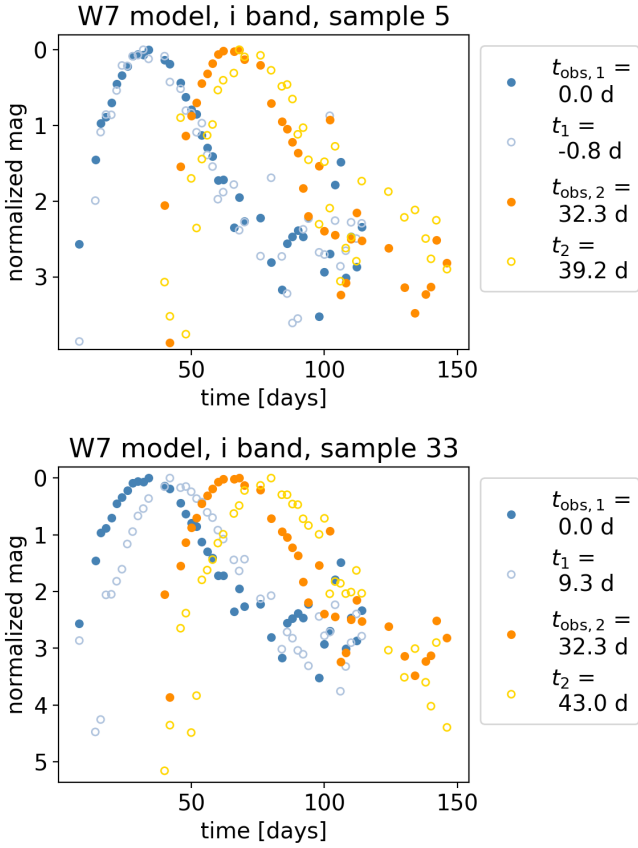 W7 model, i band, sample 5
0
1
2
3
normalized mag
50
100
150
time [days]
t_obs, 1 =
0.0 d
t_1 =
-0.8 d
t_obs, 2 =
32.3 d
t_2 =
39.2 d
W7 model, i band, sample 33
0
1
2
3
4
5
normalized mag
50
100
150
time [days]
t_obs, 1 =
0.0 d
t_1 =
9.3 d
t_obs, 2 =
32.3 d
t_2 =
43.0 d